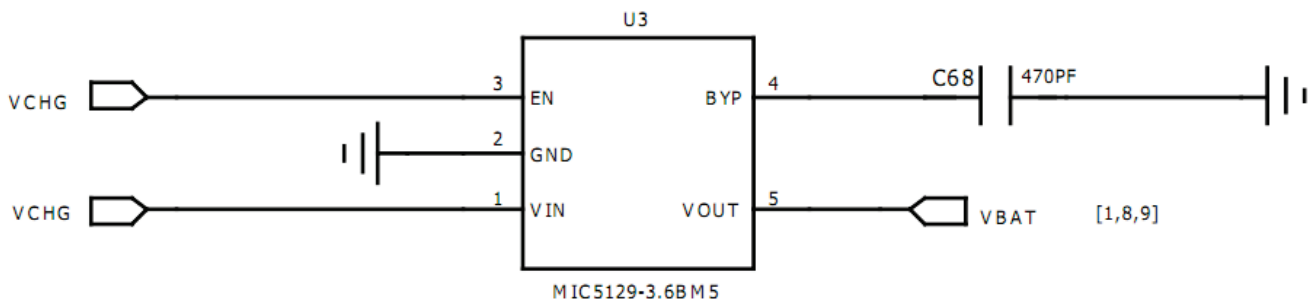 U3
VCHG
3
EN
BYP
4
C68
470PF
2
GND
VCHG
1
VIN
VOUT
5
VBAT
[1,8,9]
MIC5129-3.6BM5